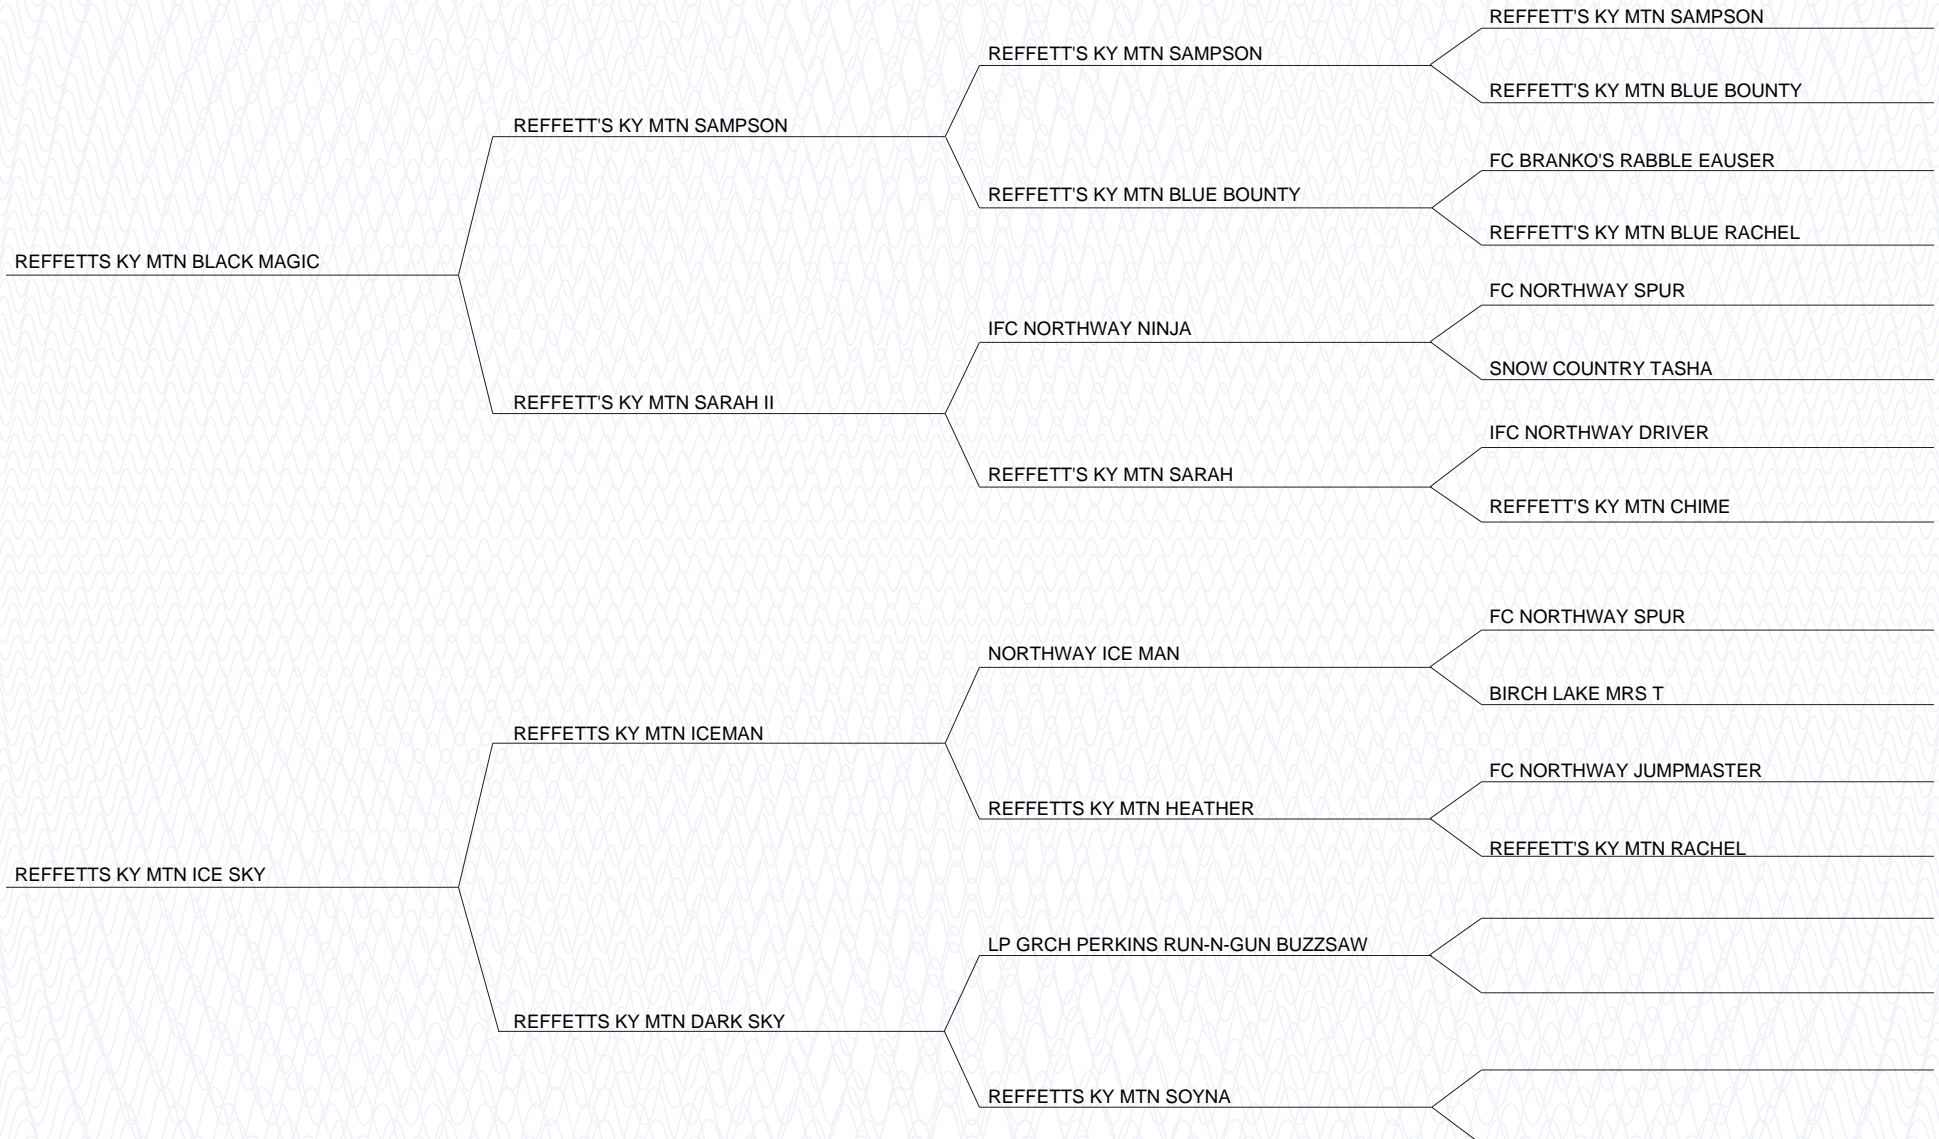 REFFETT'S KY MTN SAMPSON
REFFETT'S KY MTN SAMPSON
REFFETT'S KY MTN BLUE BOUNTY
REFFETT'S KY MTN SAMPSON
FC BRANKO'S RABBLE EAUSER
REFFETT'S KY MTN BLUE BOUNTY
REFFETT'S KY MTN BLUE RACHEL
REFFETTS KY MTN BLACK MAGIC
FC NORTHWAY SPUR
IFC NORTHWAY NINJA
SNOW COUNTRY TASHA
REFFETT'S KY MTN SARAH II
IFC NORTHWAY DRIVER
REFFETT'S KY MTN SARAH
REFFETT'S KY MTN CHIME
FC NORTHWAY SPUR
NORTHWAY ICE MAN
BIRCH LAKE MRS T
REFFETTS KY MTN ICEMAN
FC NORTHWAY JUMPMASTER
REFFETTS KY MTN HEATHER
REFFETT'S KY MTN RACHEL
REFFETTS KY MTN ICE SKY
LP GRCH PERKINS RUN-N-GUN BUZZSAW
REFFETTS KY MTN DARK SKY
REFFETTS KY MTN SOYNA